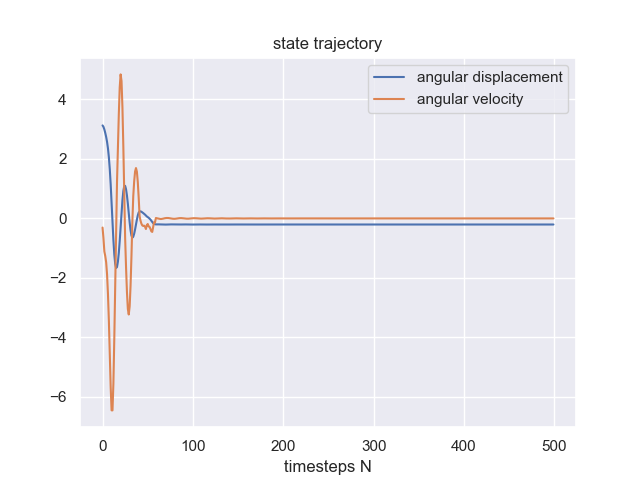 state trajectory
angular displacement
angular velocity
4
2
0
−2
−4
−6
0 100 200 300 400 500
timesteps N